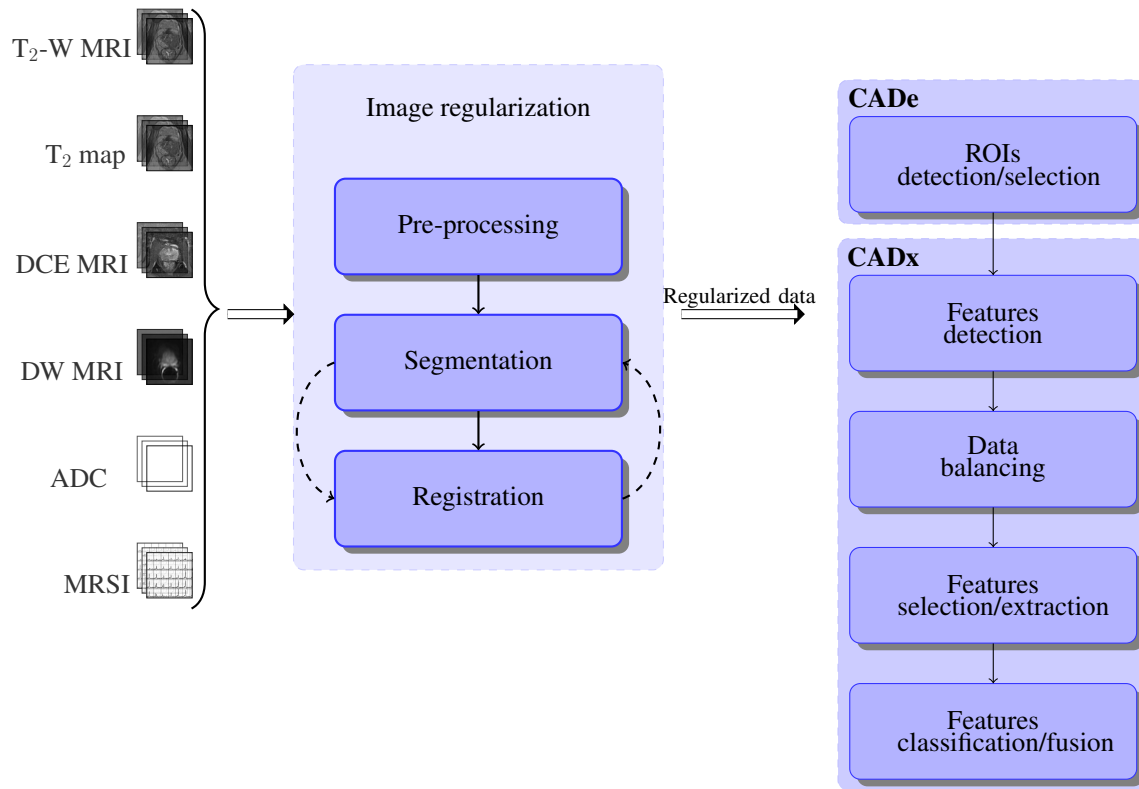 T₂-W MRI
T₂ map
DCE MRI
DW MRI
ADC
MRSI
Image regularization
Pre-processing
Segmentation
Registration
Regularized data
CADe
ROIs
detection/selection
CADx
Features
detection
Data
balancing
Features
selection/extraction
Features
classification/fusion